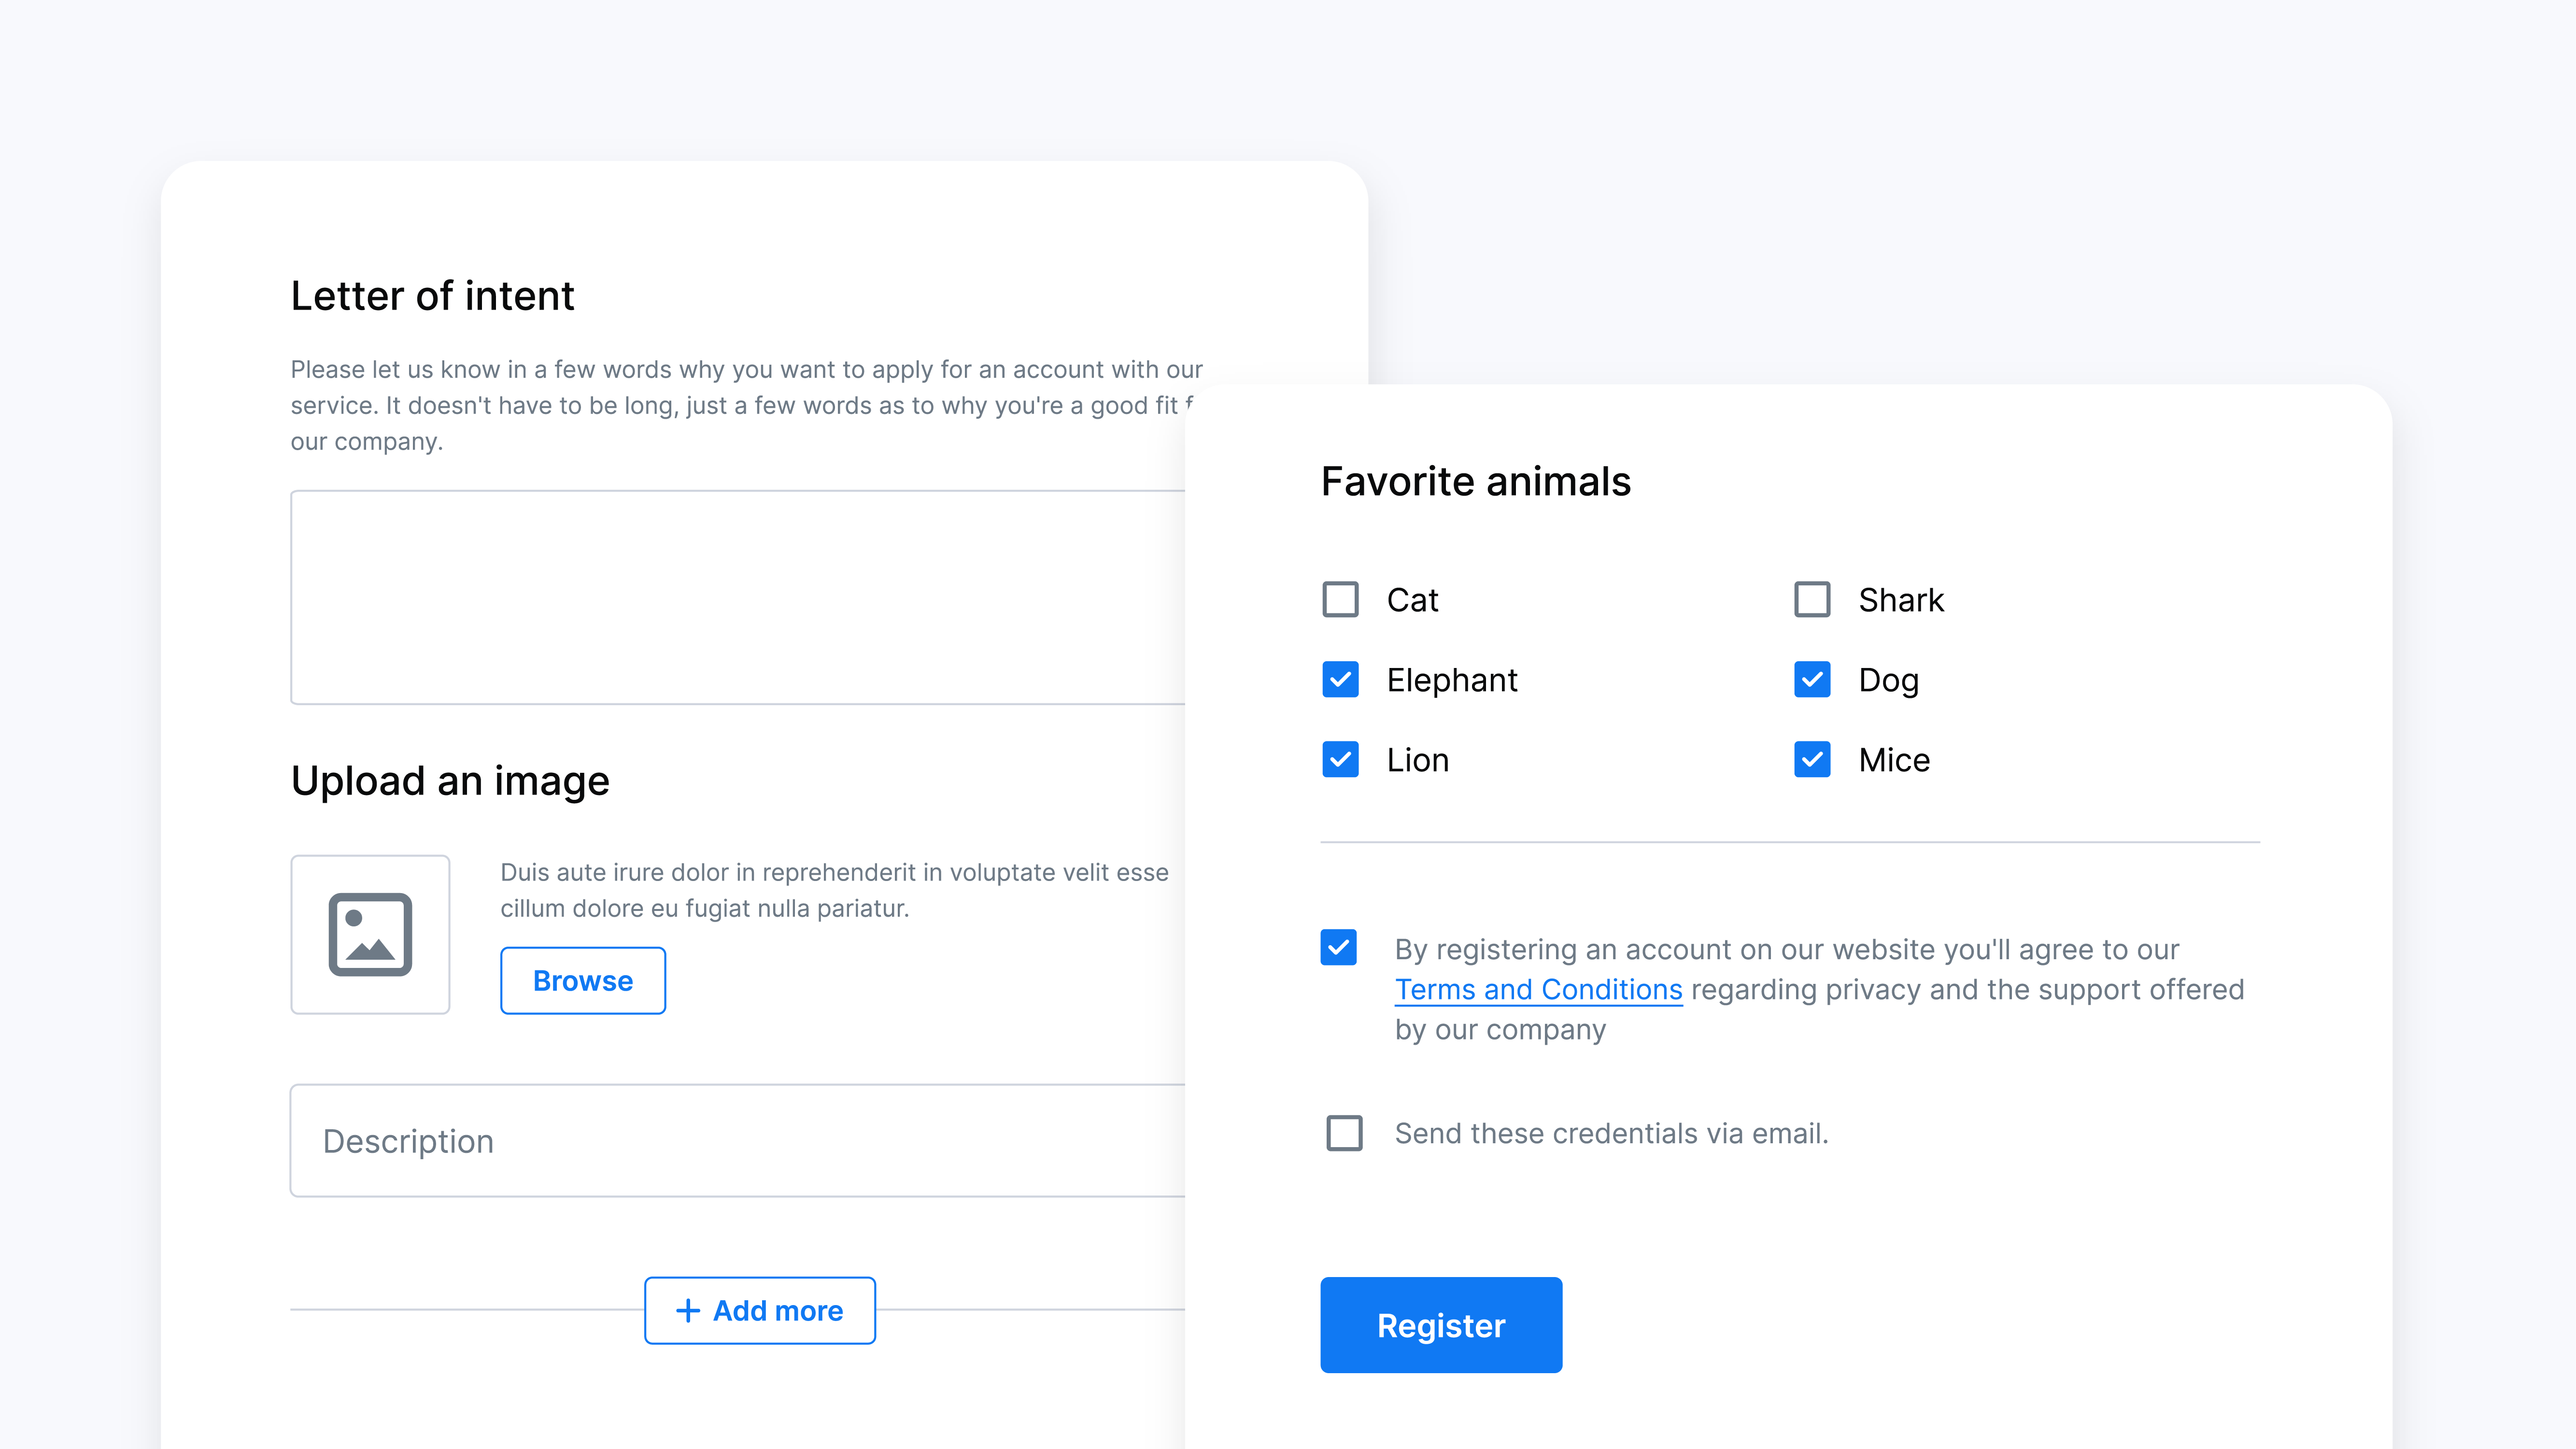 Letter of intent
Please let us know in a few words why you want to apply for an account with our
service. It doesn't have to be long, just a few words as to why you're a good fit
our company.
Upload an image
Duis aute irure dolor in reprehenderit in voluptate velit esse
cillum dolore eu fugiat nulla pariatur.
Browse
Description
+ Add more
Favorite animals
Cat
Shark
Elephant
Dog
Lion
Mice
By registering an account on our website you'll agree to our
Terms and Conditions regarding privacy and the support offered
by our company
Send these credentials via email.
Register